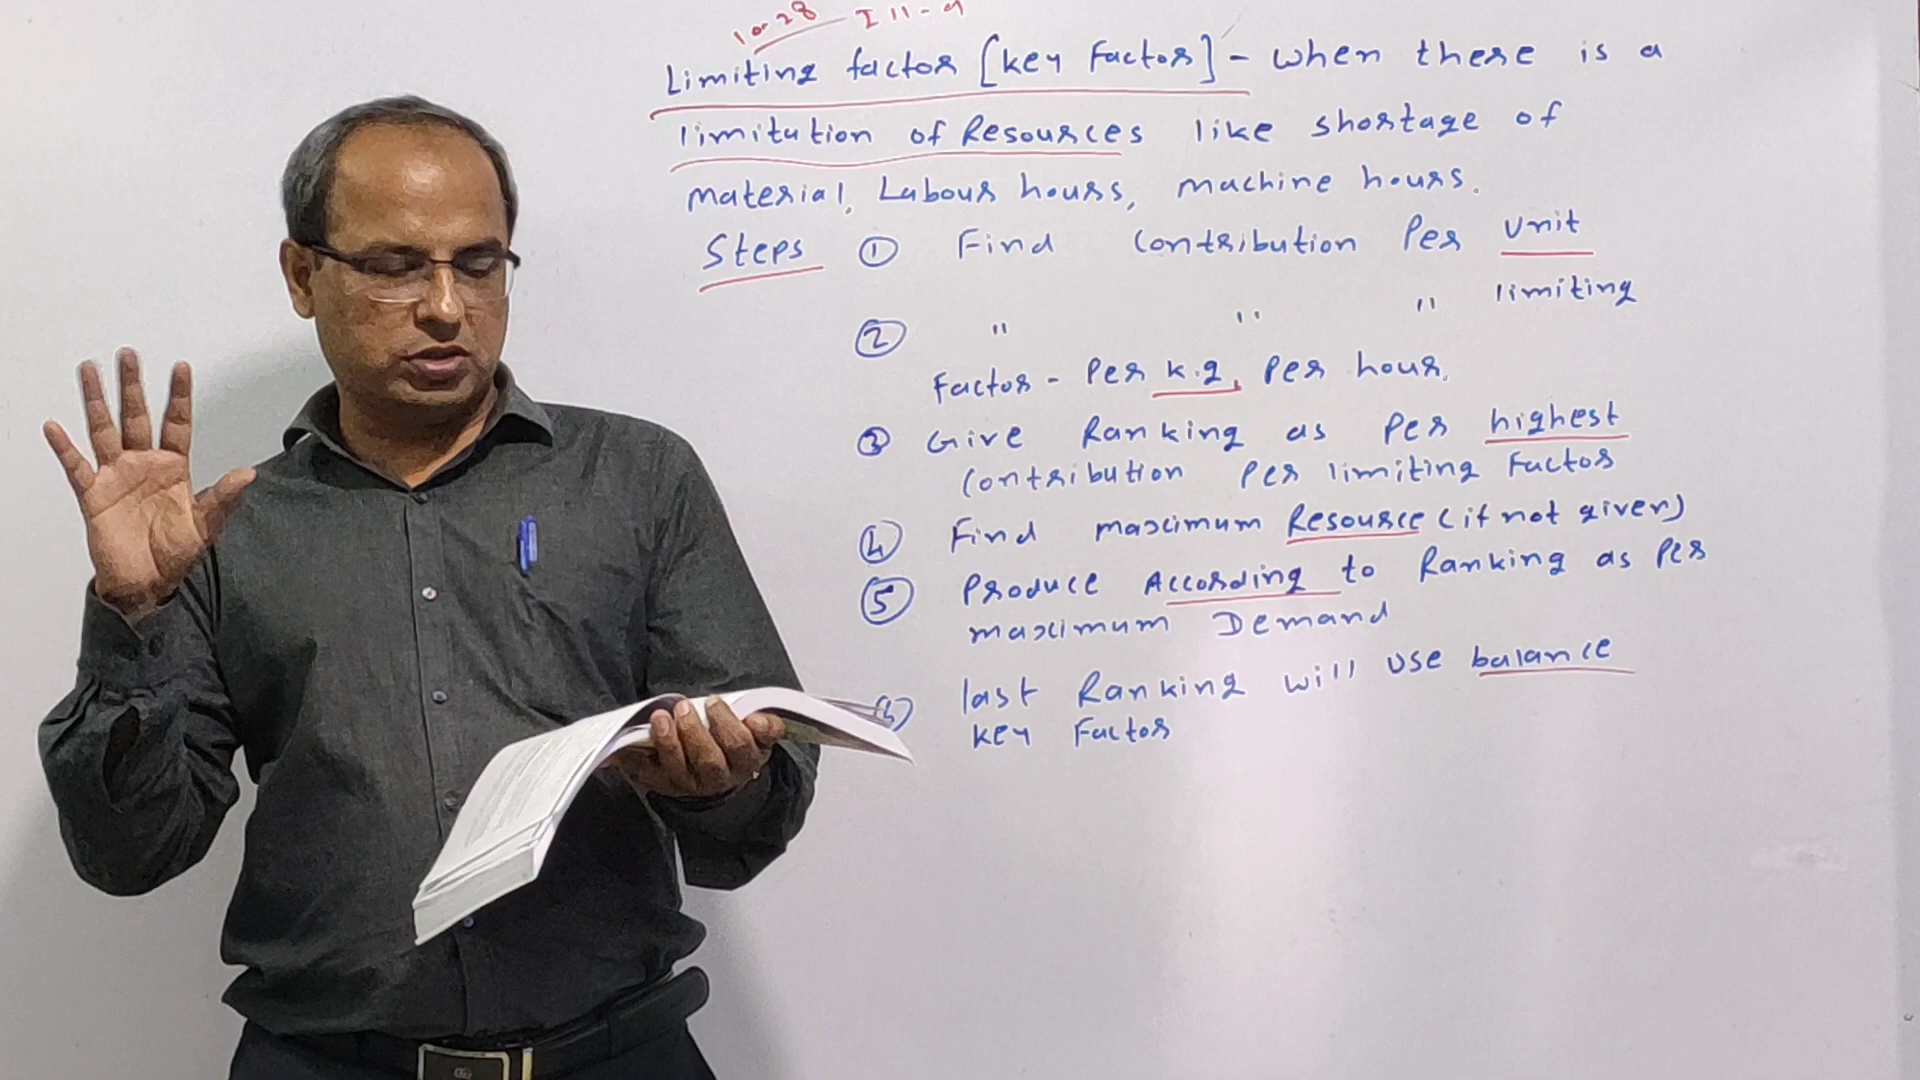 10.28 Ill-9
Limiting factor [key Factor] - when there is a
limitation of Resources like shortage of
material, Labour hours, machine hours.
Steps ① Find Contribution Per Unit
② " " " limiting
Factor - Per k.g, Per hour.
③ Give Ranking as Per highest
Contribution Per limiting Factor
④ Find maximum Resource (if not given)
⑤ Produce According to Ranking as Per
maximum Demand
⑥ last Ranking will use balance
key Factor